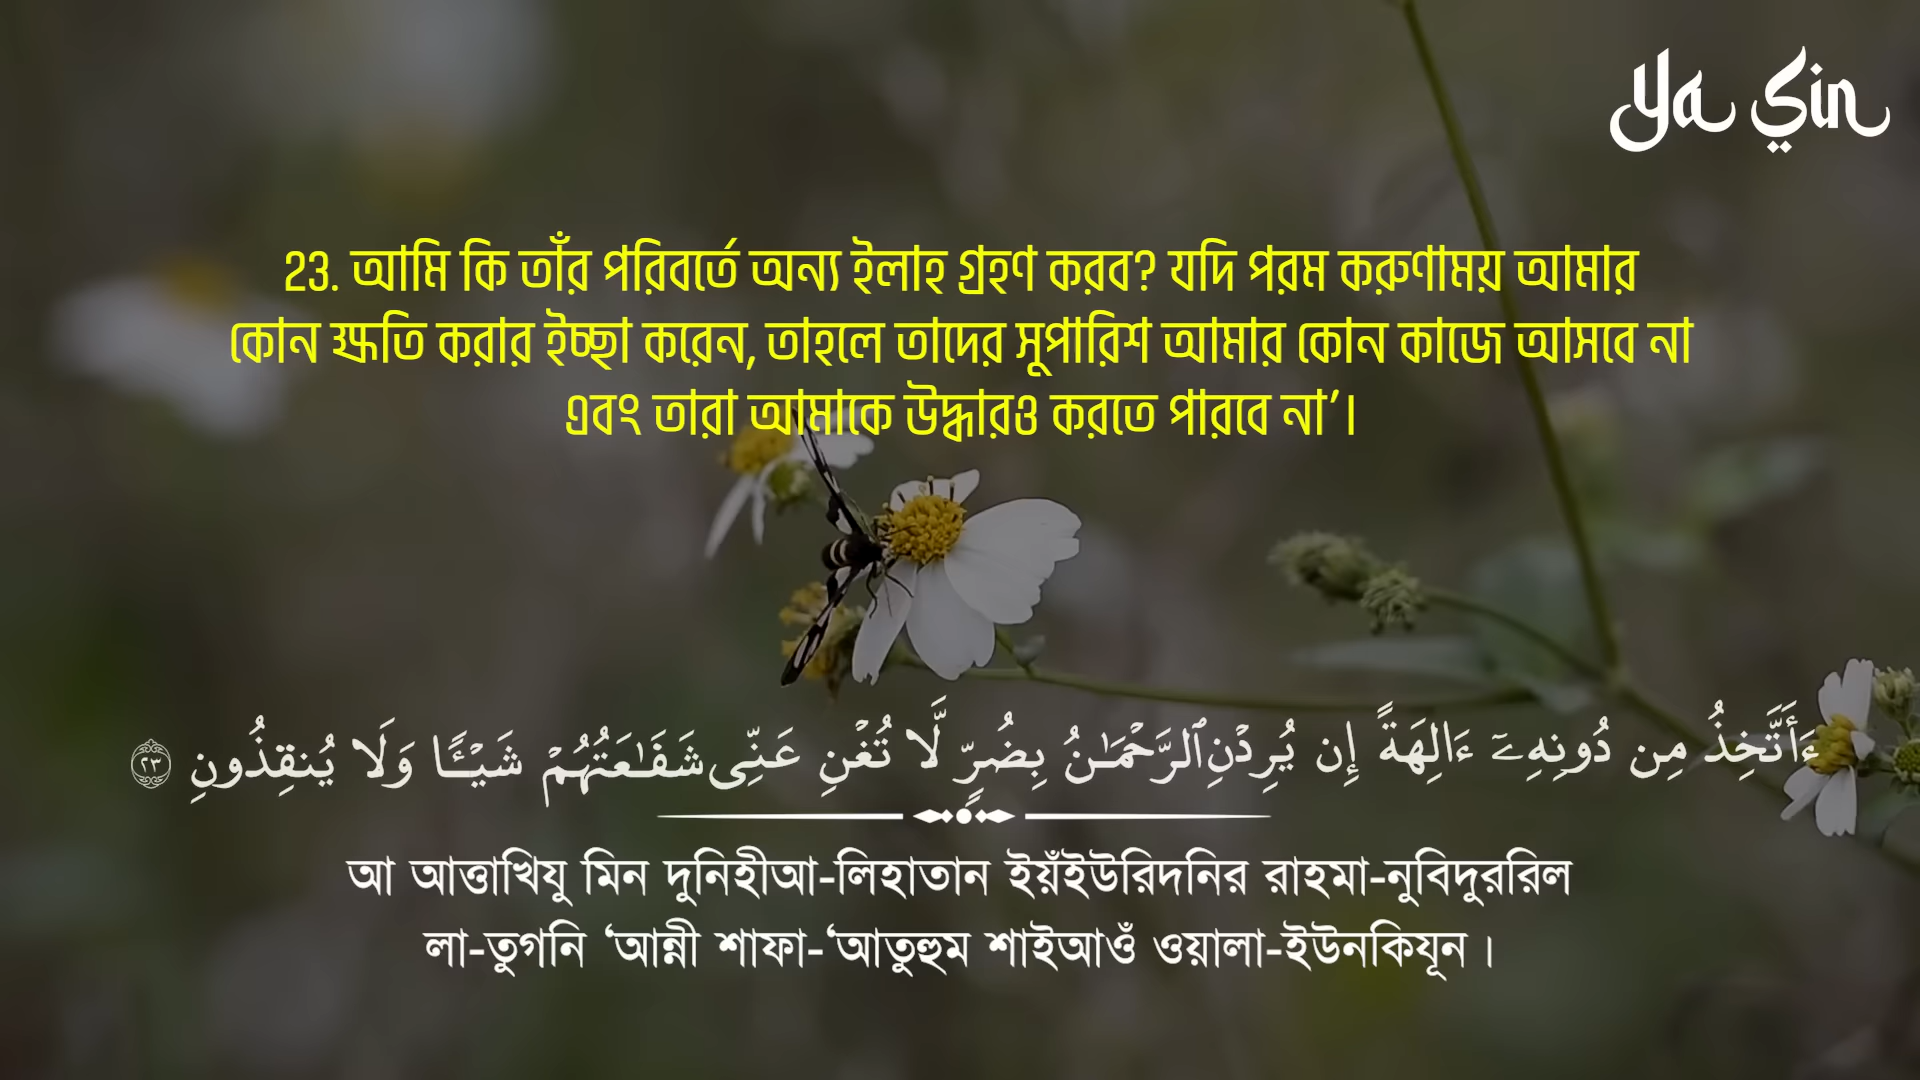 Ya Sin
23. আমি কি তাঁর পরিবর্তে অন্য ইলাহ গ্রহণ করব? যদি পরম করুণাময় আমার
কোন ক্ষতি করার ইচ্ছা করেন, তাহলে তাদের সুপারিশ আমার কোন কাজে আসবে না
এবং তারা আমাকে উদ্ধারও করতে পারবে না’।
ءَأَتَّخِذُ مِن دُونِهِۦٓ ءَالِهَةً إِن يُرِدْنِ ٱلرَّحْمَـٰنُ بِضُرٍّ لَّا تُغْنِ عَنِّى شَفَـٰعَتُهُمْ شَيْـًٔا وَلَا يُنقِذُونِ ٢٣
আ আত্তাখিযু মিন দুনিহীআ-লিহাতান ইয়ঁইউরিদনির রাহমা-নুবিদুররিল
লা-তুগনি ‘আন্নী শাফা-‘আতুহুম শাইআওঁ ওয়ালা-ইউনকিযূন।